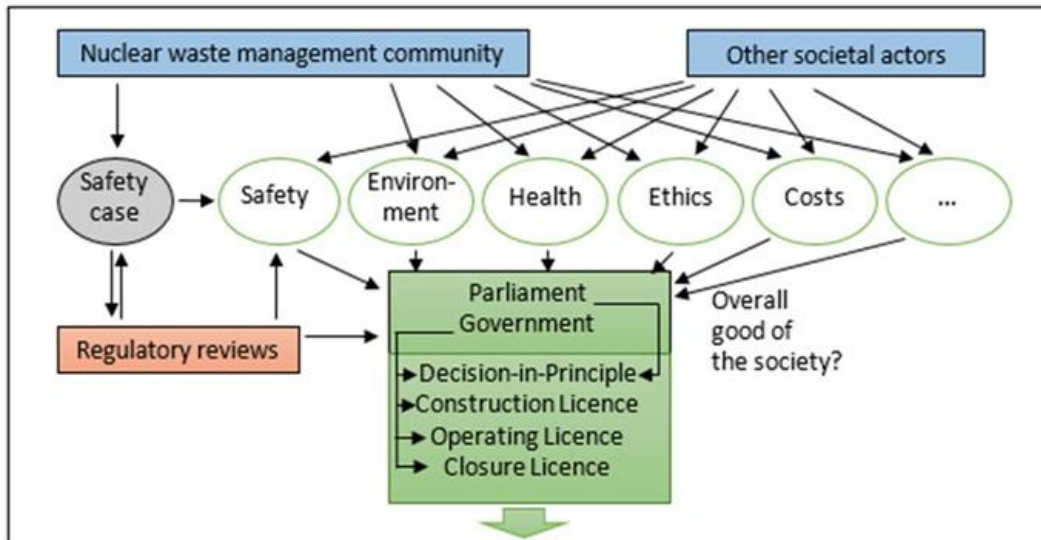 Nuclear waste management community
Other societal actors
Safety
case
Safety
Environ-
ment
Health
Ethics
Costs
...
Regulatory reviews
Parliament
Government
Decision-in-Principle
Construction Licence
Operating Licence
Closure Licence
Overall
good of
the society?